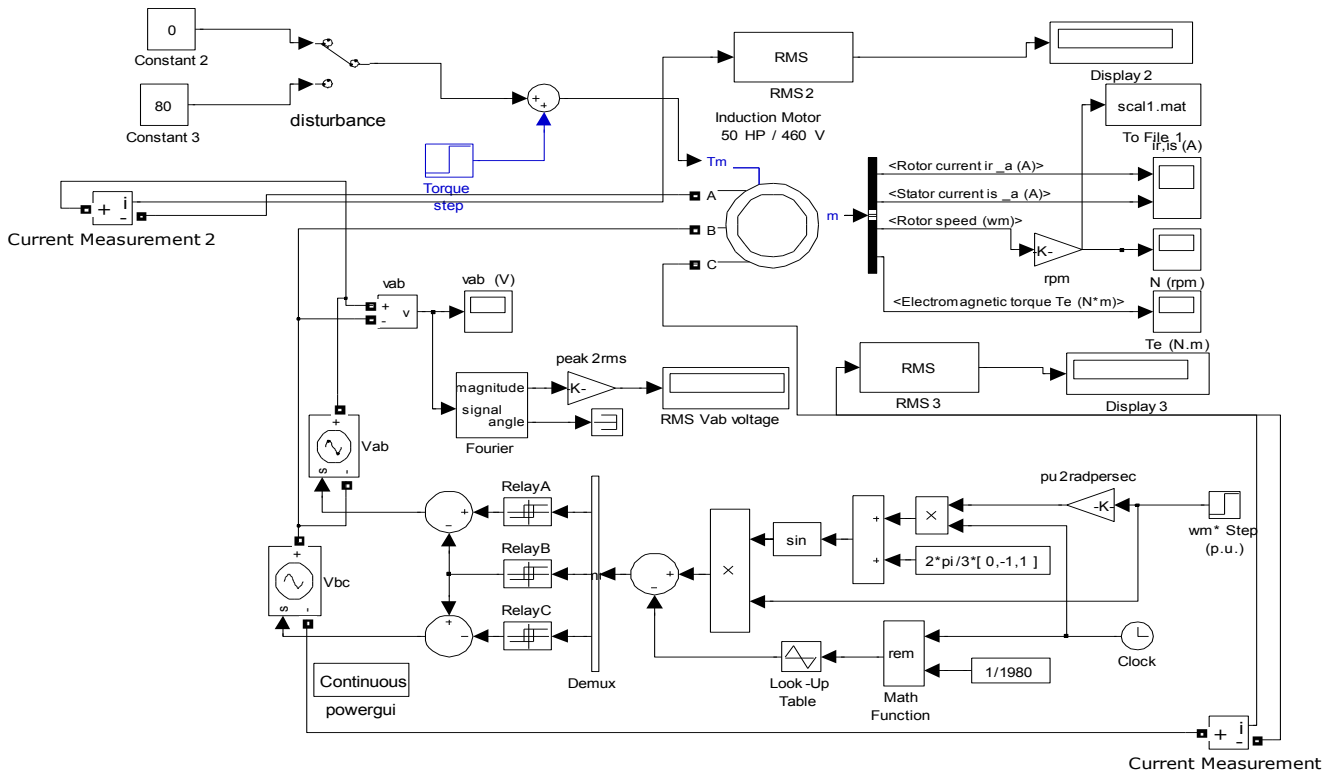 0
Constant 2
80
Constant 3
disturbance
+
+
Torque
step
RMS
RMS2
Display 2
Induction Motor
50 HP / 460 V
scal1.mat
To File 1
ir,is (A)
Tm
A
B
C
m
<Rotor current ir _a (A)>
<Stator current is _a (A)>
<Rotor speed (wm)>
<Electromagnetic torque Te (N*m)>
-K-
rpm
N (rpm)
Te (N.m)
+
i
-
Current Measurement 2
vab
+
-
v
vab (V)
magnitude
signal
angle
Fourier
peak 2rms
-K-
RMS Vab voltage
RMS
RMS 3
Display 3
+
Vab
s
-
+
Vbc
s
-
Continuous
powergui
+
-
+
-
RelayA
RelayB
RelayC
Demux
+
-
X
sin
+
+
X
2*pi/3*[ 0,-1,1 ]
pu2radpersec
-K-
wm* Step
(p.u.)
Look -Up
Table
rem
Math
Function
1/1980
Clock
+
i
-
Current Measurement